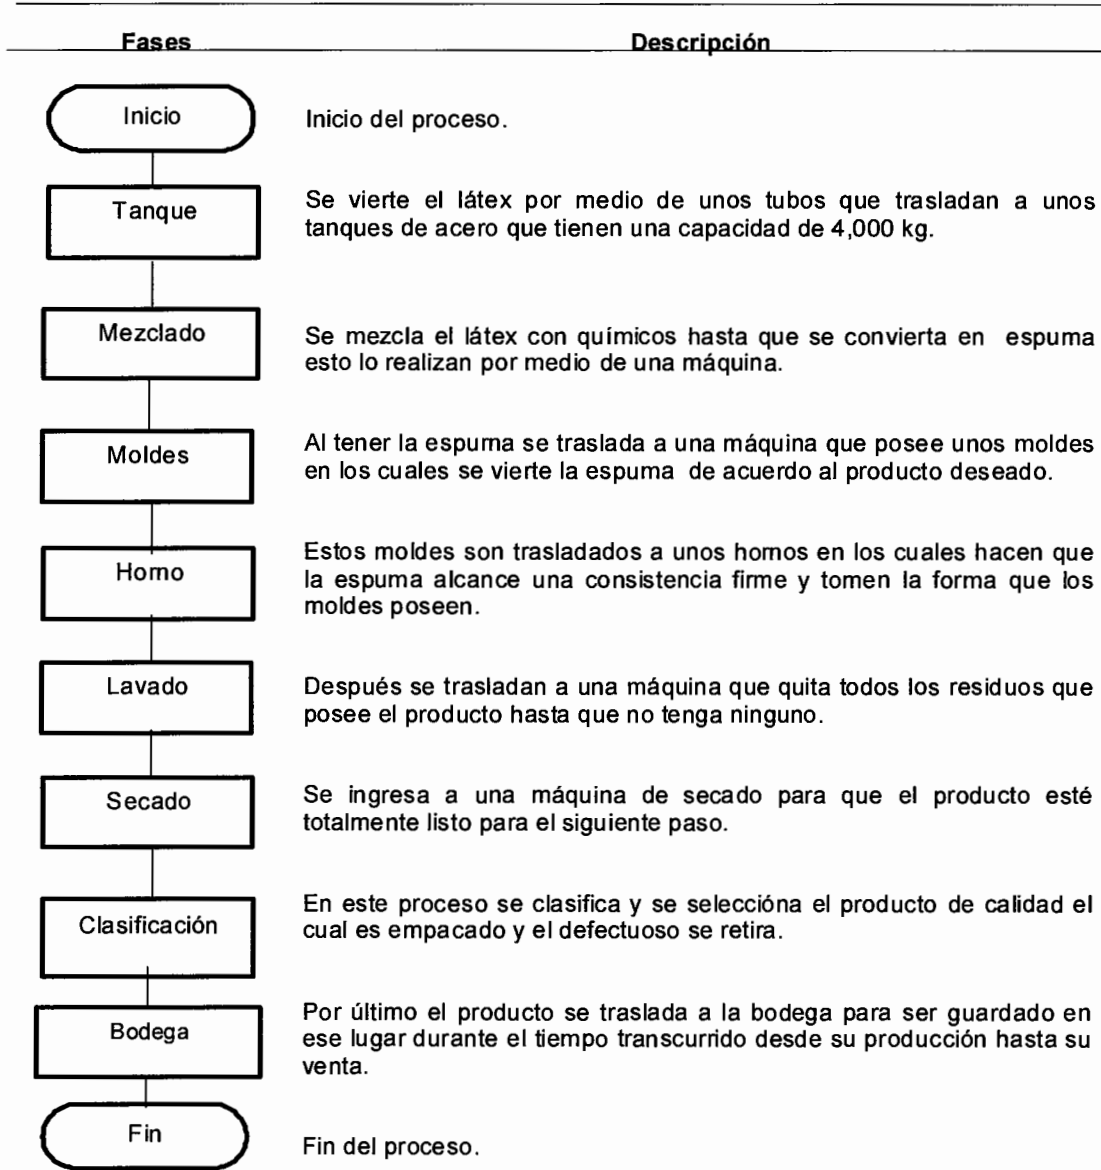 Fases Descripción
Inicio
Inicio del proceso.
Tanque
Se vierte el látex por medio de unos tubos que trasladan a unos
tanques de acero que tienen una capacidad de 4,000 kg.
Mezclado
Se mezcla el látex con químicos hasta que se convierta en espuma
esto lo realizan por medio de una máquina.
Moldes
Al tener la espuma se traslada a una máquina que posee unos moldes
en los cuales se vierte la espuma de acuerdo al producto deseado.
Horno
Estos moldes son trasladados a unos hornos en los cuales hacen que
la espuma alcance una consistencia firme y tomen la forma que los
moldes poseen.
Lavado
Después se trasladan a una máquina que quita todos los residuos que
posee el producto hasta que no tenga ninguno.
Secado
Se ingresa a una máquina de secado para que el producto esté
totalmente listo para el siguiente paso.
Clasificación
En este proceso se clasifica y se seleccióna el producto de calidad el
cual es empacado y el defectuoso se retira.
Bodega
Por último el producto se traslada a la bodega para ser guardado en
ese lugar durante el tiempo transcurrido desde su producción hasta su
venta.
Fin
Fin del proceso.